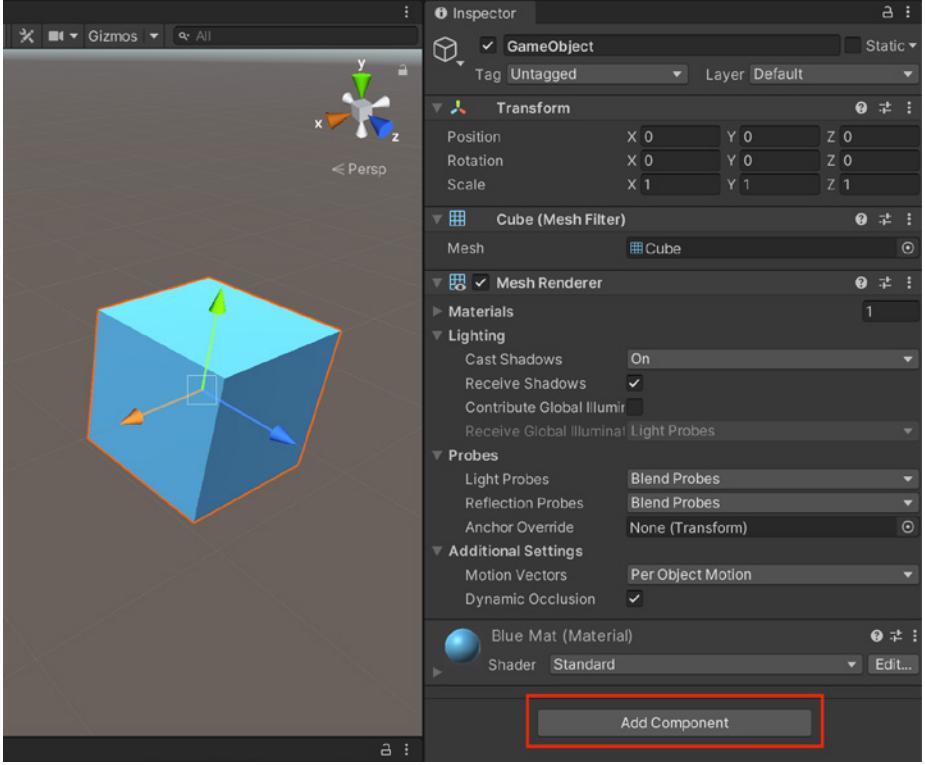 Gizmos All
y
x
z
Persp
Inspector
GameObject Static
Tag Untagged Layer Default
Transform
Position X 0 Y 0 Z 0
Rotation X 0 Y 0 Z 0
Scale X 1 Y 1 Z 1
Cube (Mesh Filter)
Mesh Cube
Mesh Renderer
Materials 1
Lighting
Cast Shadows On
Receive Shadows
Contribute Global Illumir
Receive Global Illuminat Light Probes
Probes
Light Probes Blend Probes
Reflection Probes Blend Probes
Anchor Override None (Transform)
Additional Settings
Motion Vectors Per Object Motion
Dynamic Occlusion
Blue Mat (Material)
Shader Standard Edit...
Add Component